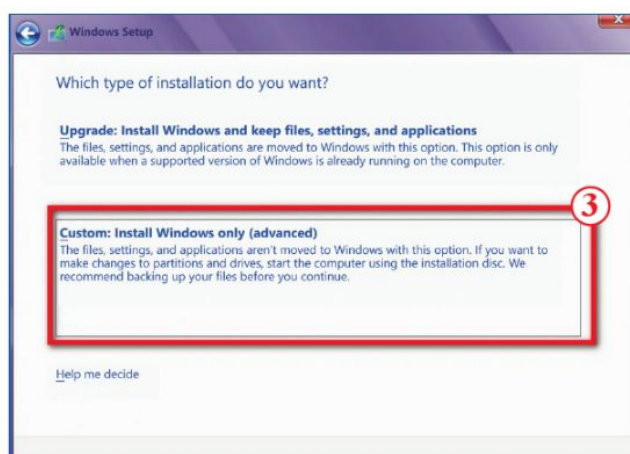 Windows Setup
Which type of installation do you want?
Upgrade: Install Windows and keep files, settings, and applications
The files, settings, and applications are moved to Windows with this option. This option is only
available when a supported version of Windows is already running on the computer.
3
Custom: Install Windows only (advanced)
The files, settings, and applications aren't moved to Windows with this option. If you want to
make changes to partitions and drives, start the computer using the installation disc. We
recommend backing up your files before you continue.
Help me decide